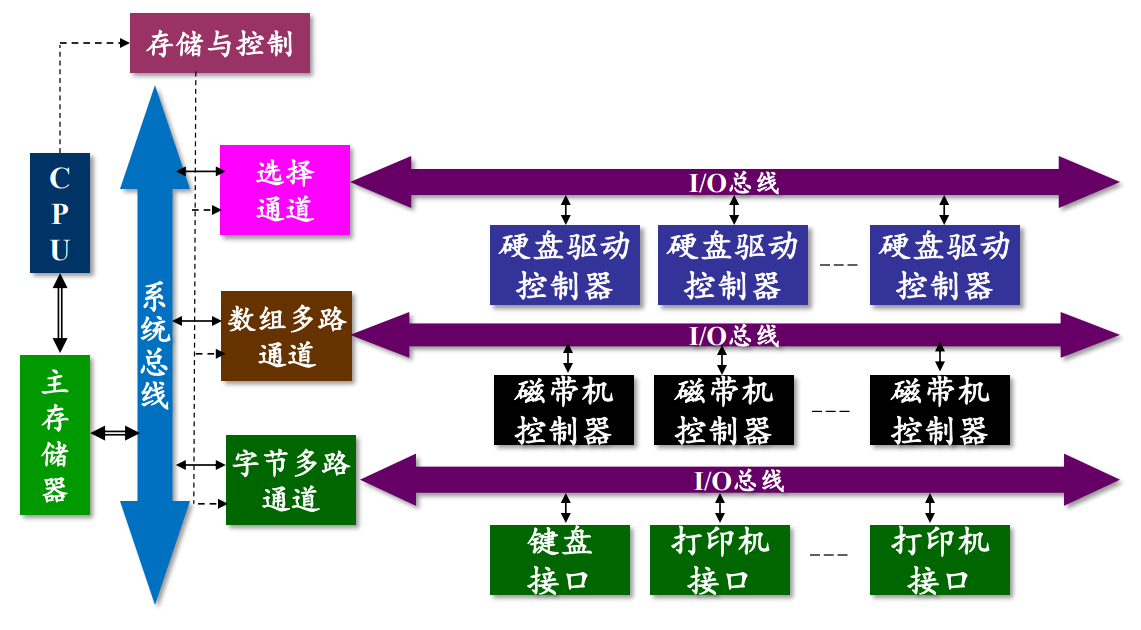 存储与控制
C
P
U
主
存
储
器
系
统
总
线
选择
通道
I/O总线
硬盘驱动
控制器
硬盘驱动
控制器
硬盘驱动
控制器
数组多路
通道
I/O总线
磁带机
控制器
磁带机
控制器
磁带机
控制器
字节多路
通道
I/O总线
键盘
接口
打印机
接口
打印机
接口